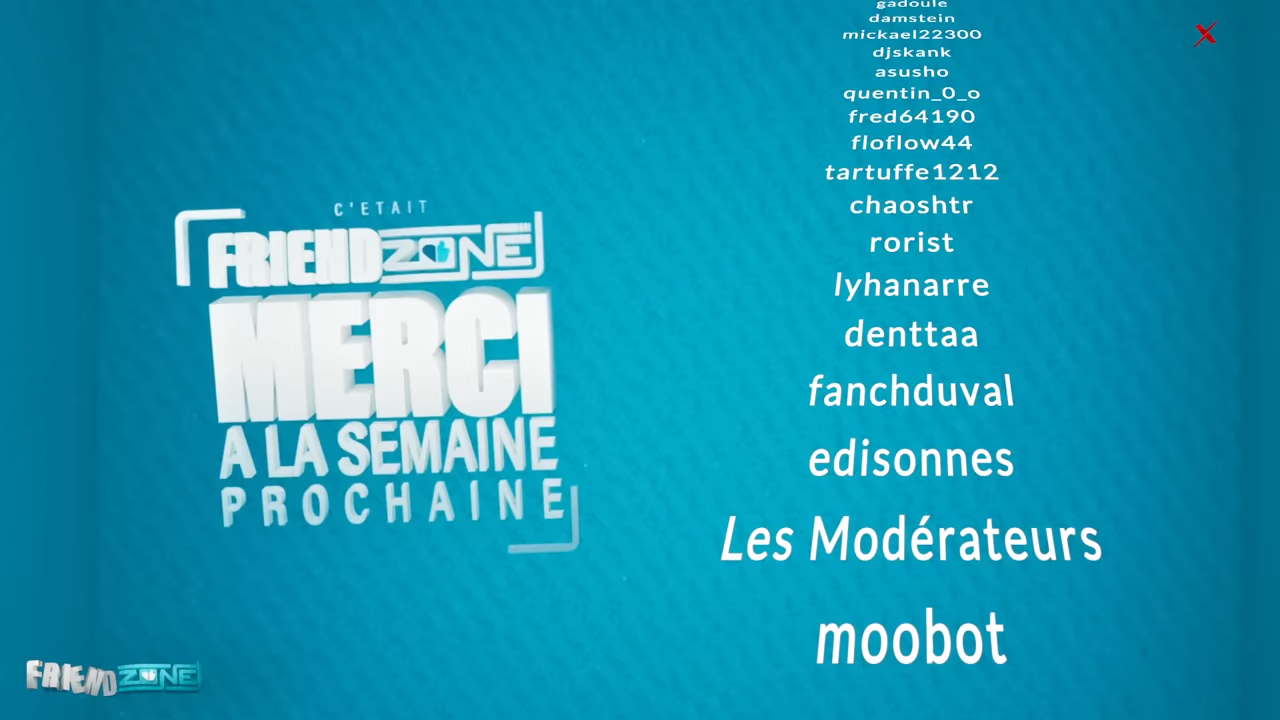 C'ETAIT
FRIENDZONE
MERCI
A LA SEMAINE
PROCHAINE
gadoule
damstein
mickael22300
djskank
asusho
quentin_0_o
fred64190
floflow44
tartuffe1212
chaoshtr
rorist
lyhanarre
denttaa
fanchduval
edisonnes
Les Modérateurs
moobot
FRIENDZONE